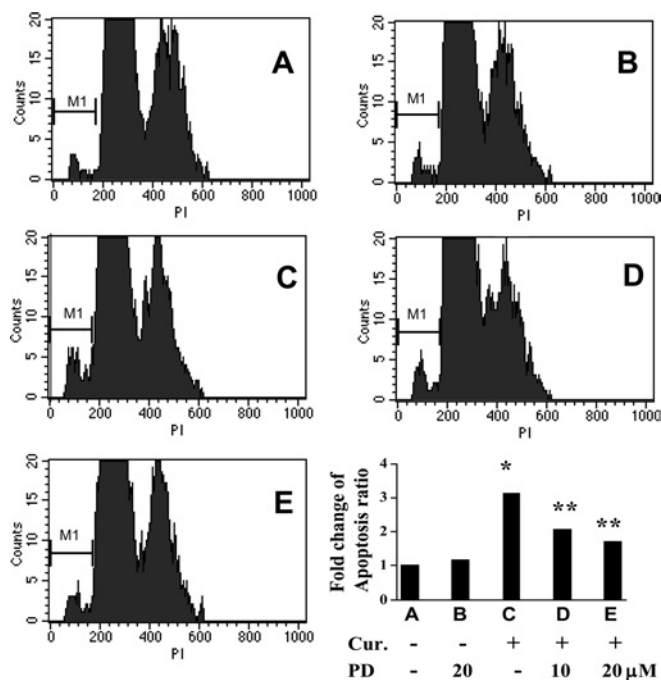 20
15
10
5
0
Counts
M1
A
0 200 400 600 800 1000
PI
20
15
10
5
0
Counts
M1
B
0 200 400 600 800 1000
PI
20
15
10
5
0
Counts
M1
C
0 200 400 600 800 1000
PI
20
15
10
5
0
Counts
M1
D
0 200 400 600 800 1000
PI
20
15
10
5
0
Counts
M1
E
0 200 400 600 800 1000
PI
Fold change of
Apoptosis ratio
4
3
2
1
0
* ** **
A B C D E
Cur. - - + + +
PD - 20 - 10 20 μM